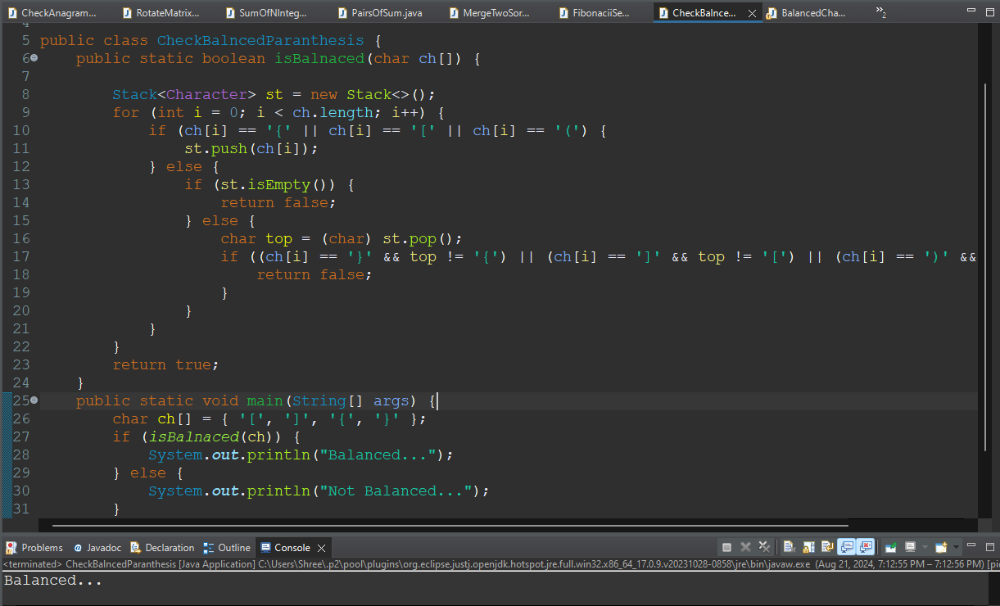 CheckAnagram... RotateMatrix... SumOfNInteg... PairsOfSum.java MergeTwoSor... FibonaciiSe... CheckBalnce... BalancedCha... »2
4
5 public class CheckBalncedParanthesis {
6 public static boolean isBalnaced(char ch[]) {
7
8 Stack<Character> st = new Stack<>();
9 for (int i = 0; i < ch.length; i++) {
10 if (ch[i] == '{' || ch[i] == '[' || ch[i] == '(') {
11 st.push(ch[i]);
12 } else {
13 if (st.isEmpty()) {
14 return false;
15 } else {
16 char top = (char) st.pop();
17 if ((ch[i] == '}' && top != '{') || (ch[i] == ']' && top != '[') || (ch[i] == ')' &&
18 return false;
19 }
20 }
21 }
22 }
23 return true;
24 }
25 public static void main(String[] args) {
26 char ch[] = { '[', ']', '{', '}' };
27 if (isBalnaced(ch)) {
28 System.out.println("Balanced...");
29 } else {
30 System.out.println("Not Balanced...");
31 }
Problems @ Javadoc Declaration Outline Console
<terminated> CheckBalncedParanthesis [Java Application] C:\Users\Shree\.p2\pool\plugins\org.eclipse.justj.openjdk.hotspot.jre.full.win32.x86_64_17.0.9.v20231028-0858\jre\bin\javaw.exe (Aug 21, 2024, 7:12:55 PM – 7:12:56 PM) [pi
Balanced...